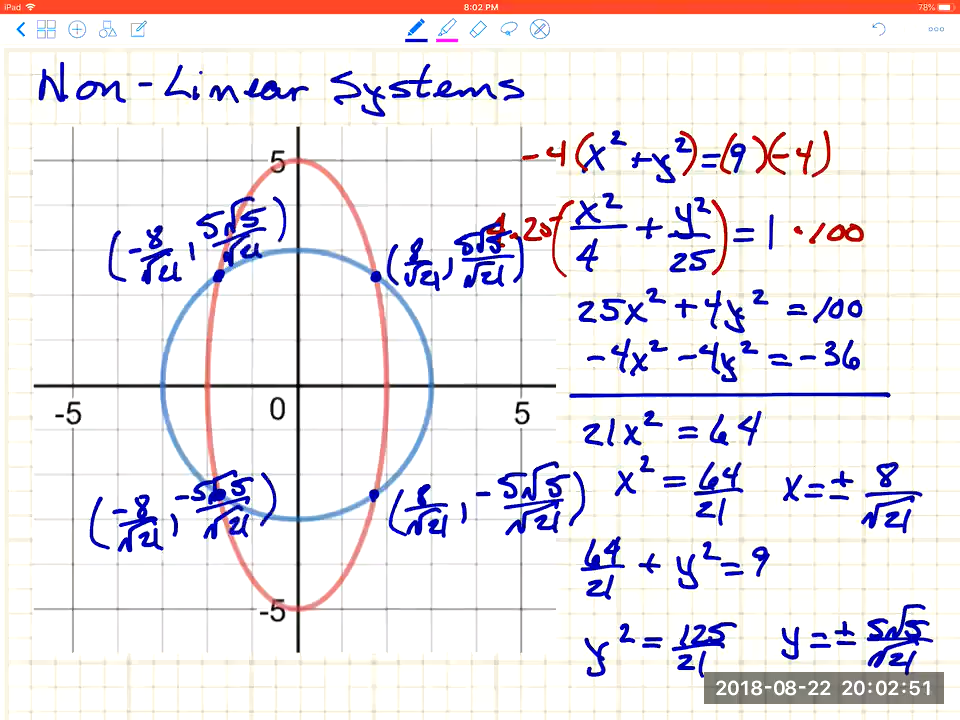 iPad 8:02 PM 78%
Non-Linear Systems
-4(x² + y²) = (9)(-4)
4·25(x²/4 + y²/25) = 1 · 100
25x² + 4y² = 100
-4x² - 4y² = -36
21x² = 64
x² = 64/21 x = ± 8/√21
64/21 + y² = 9
y² = 125/21 y = ± 5√5/√21
5
(-8/√21, 5√5/√21) (8/√21, 5√5/√21)
-5 0 5
(-8/√21, -5√5/√21) (8/√21, -5√5/√21)
-5
2018-08-22 20:02:51